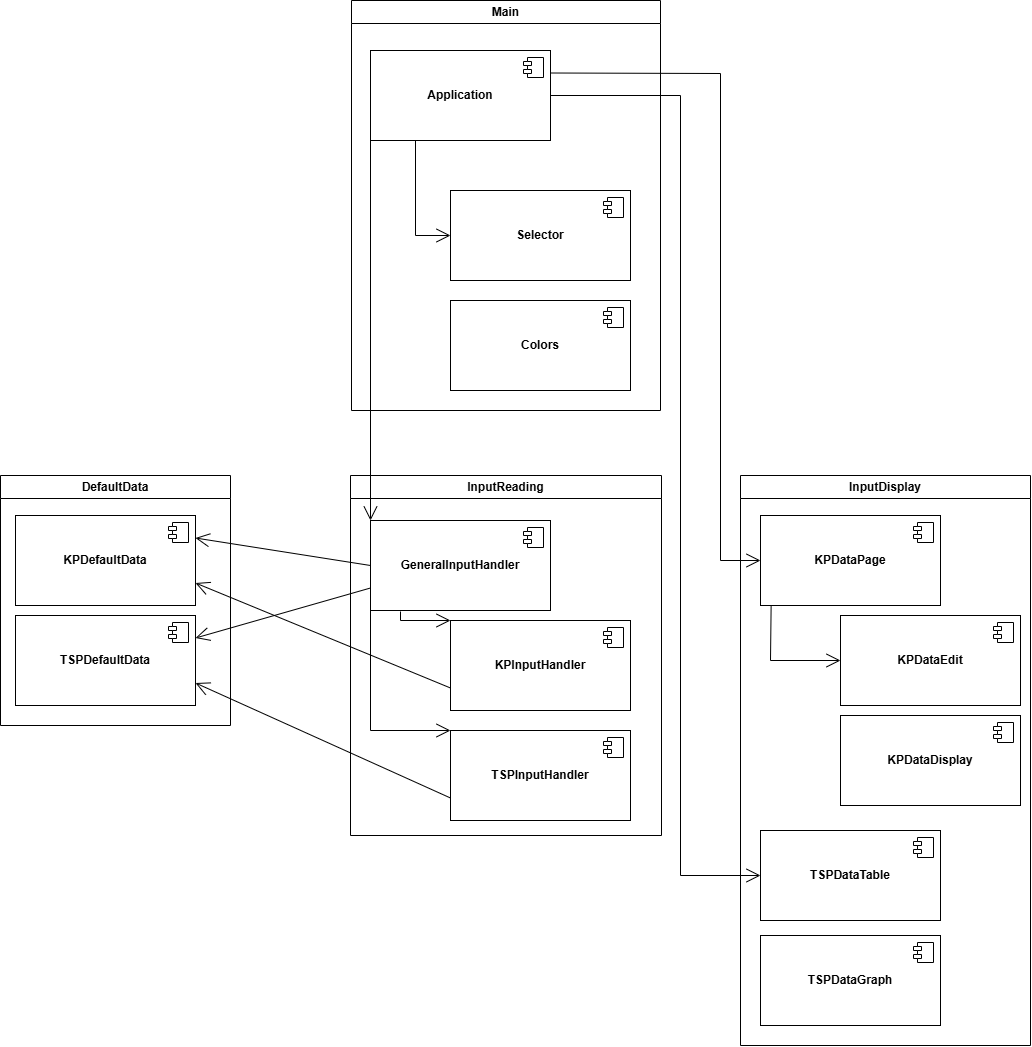 Main
Application
Selector
Colors
DefaultData
KPDefaultData
TSPDefaultData
InputReading
GeneralInputHandler
KPInputHandler
TSPInputHandler
InputDisplay
KPDataPage
KPDataEdit
KPDataDisplay
TSPDataTable
TSPDataGraph